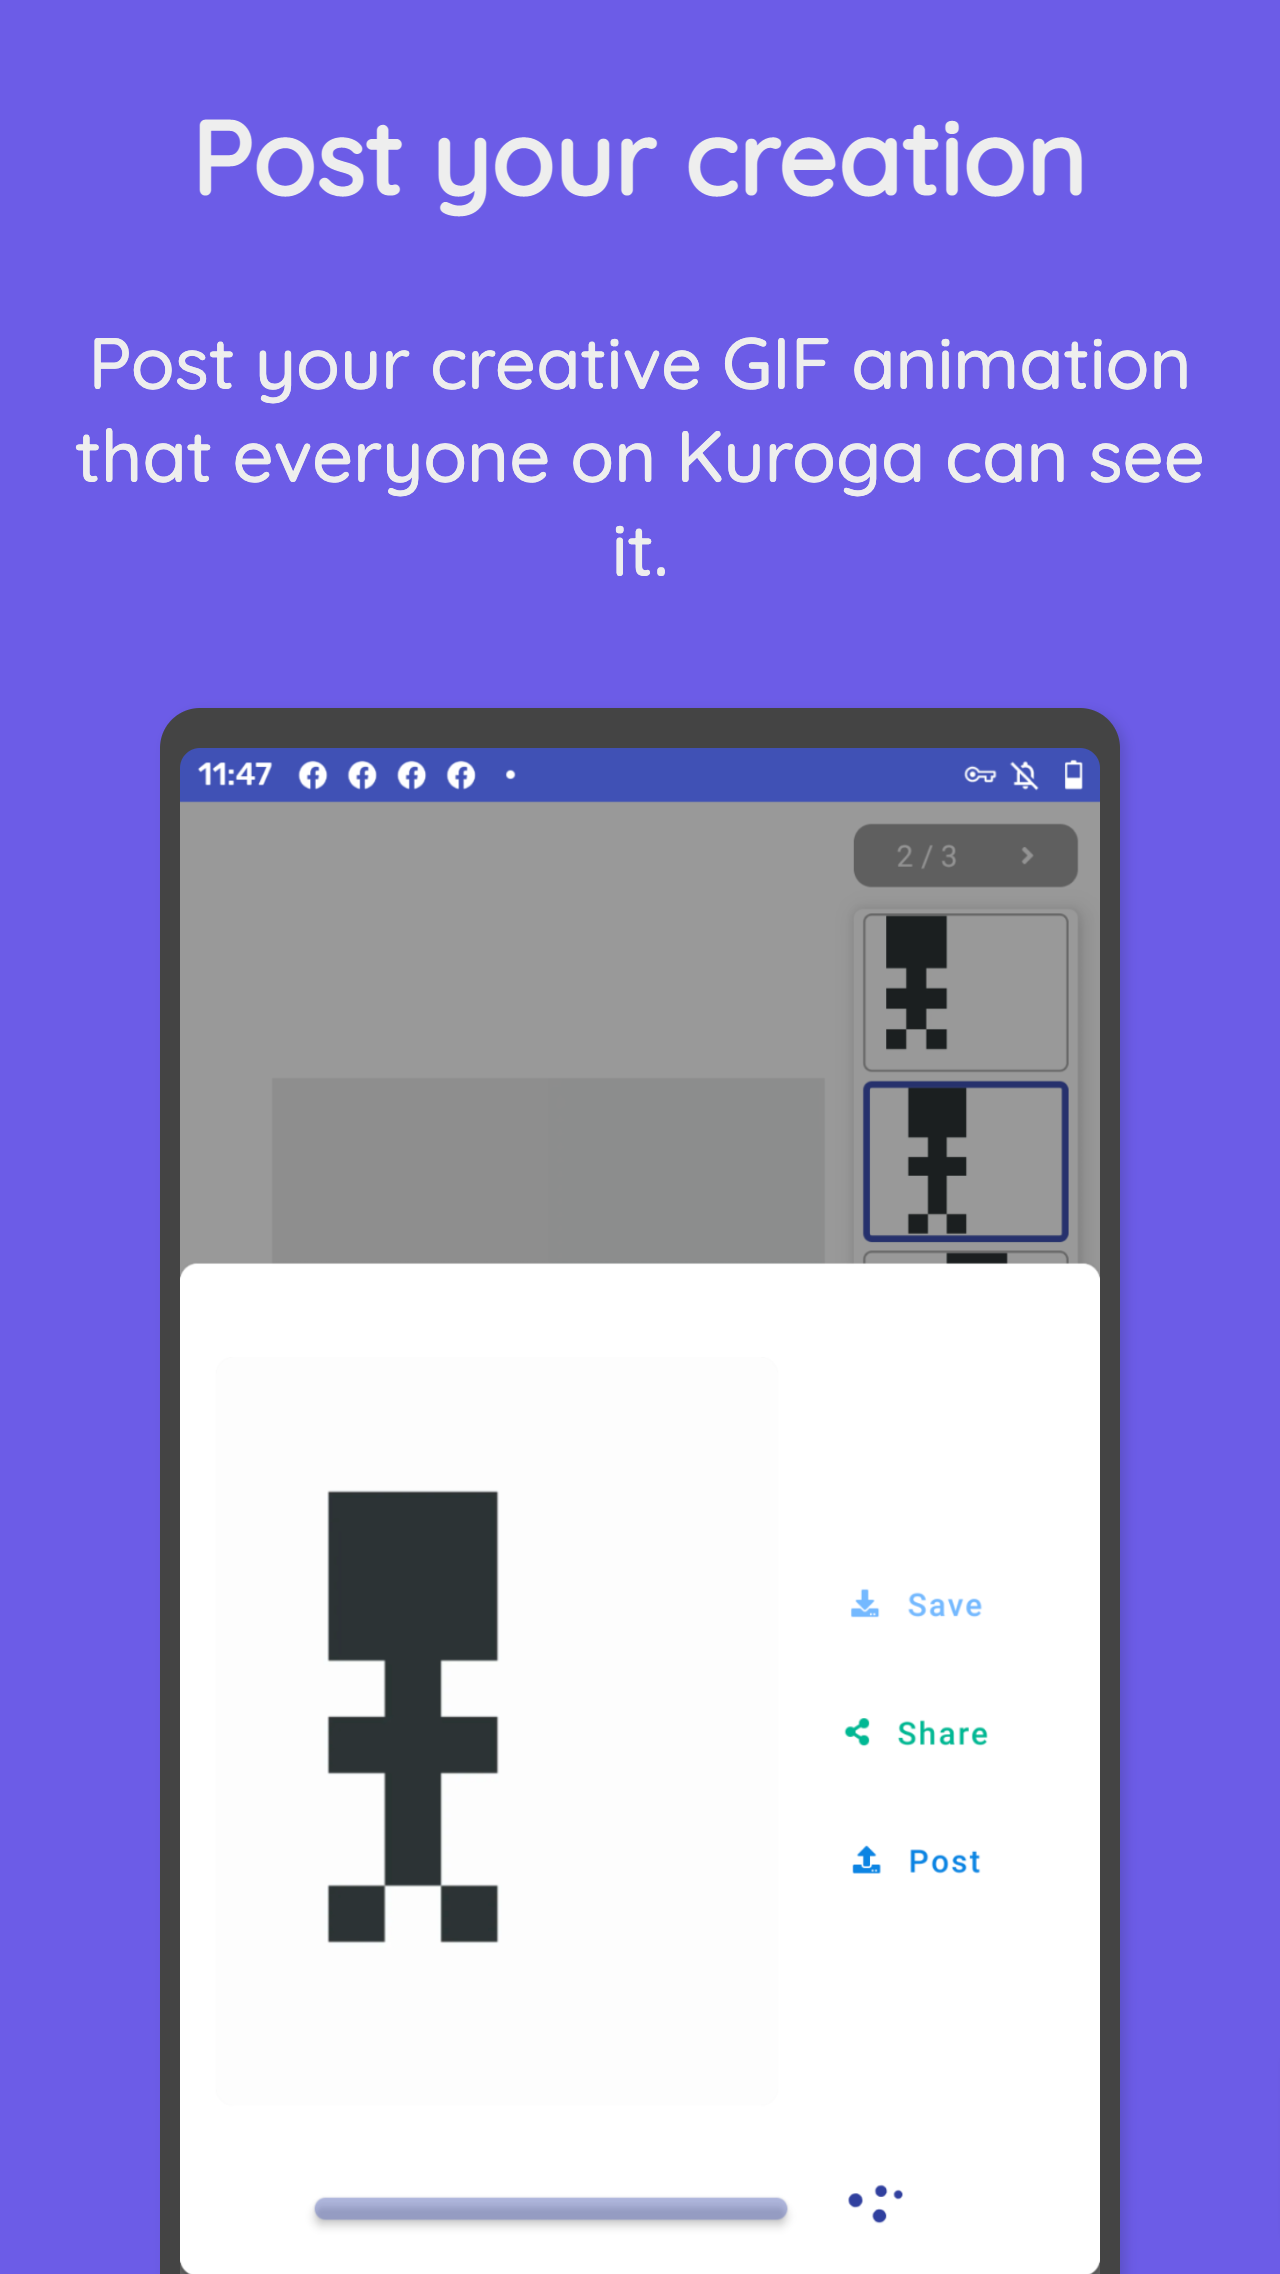 Post your creation
Post your creative GIF animation
that everyone on Kuroga can see
it.
11:47
2 / 3
Save
Share
Post